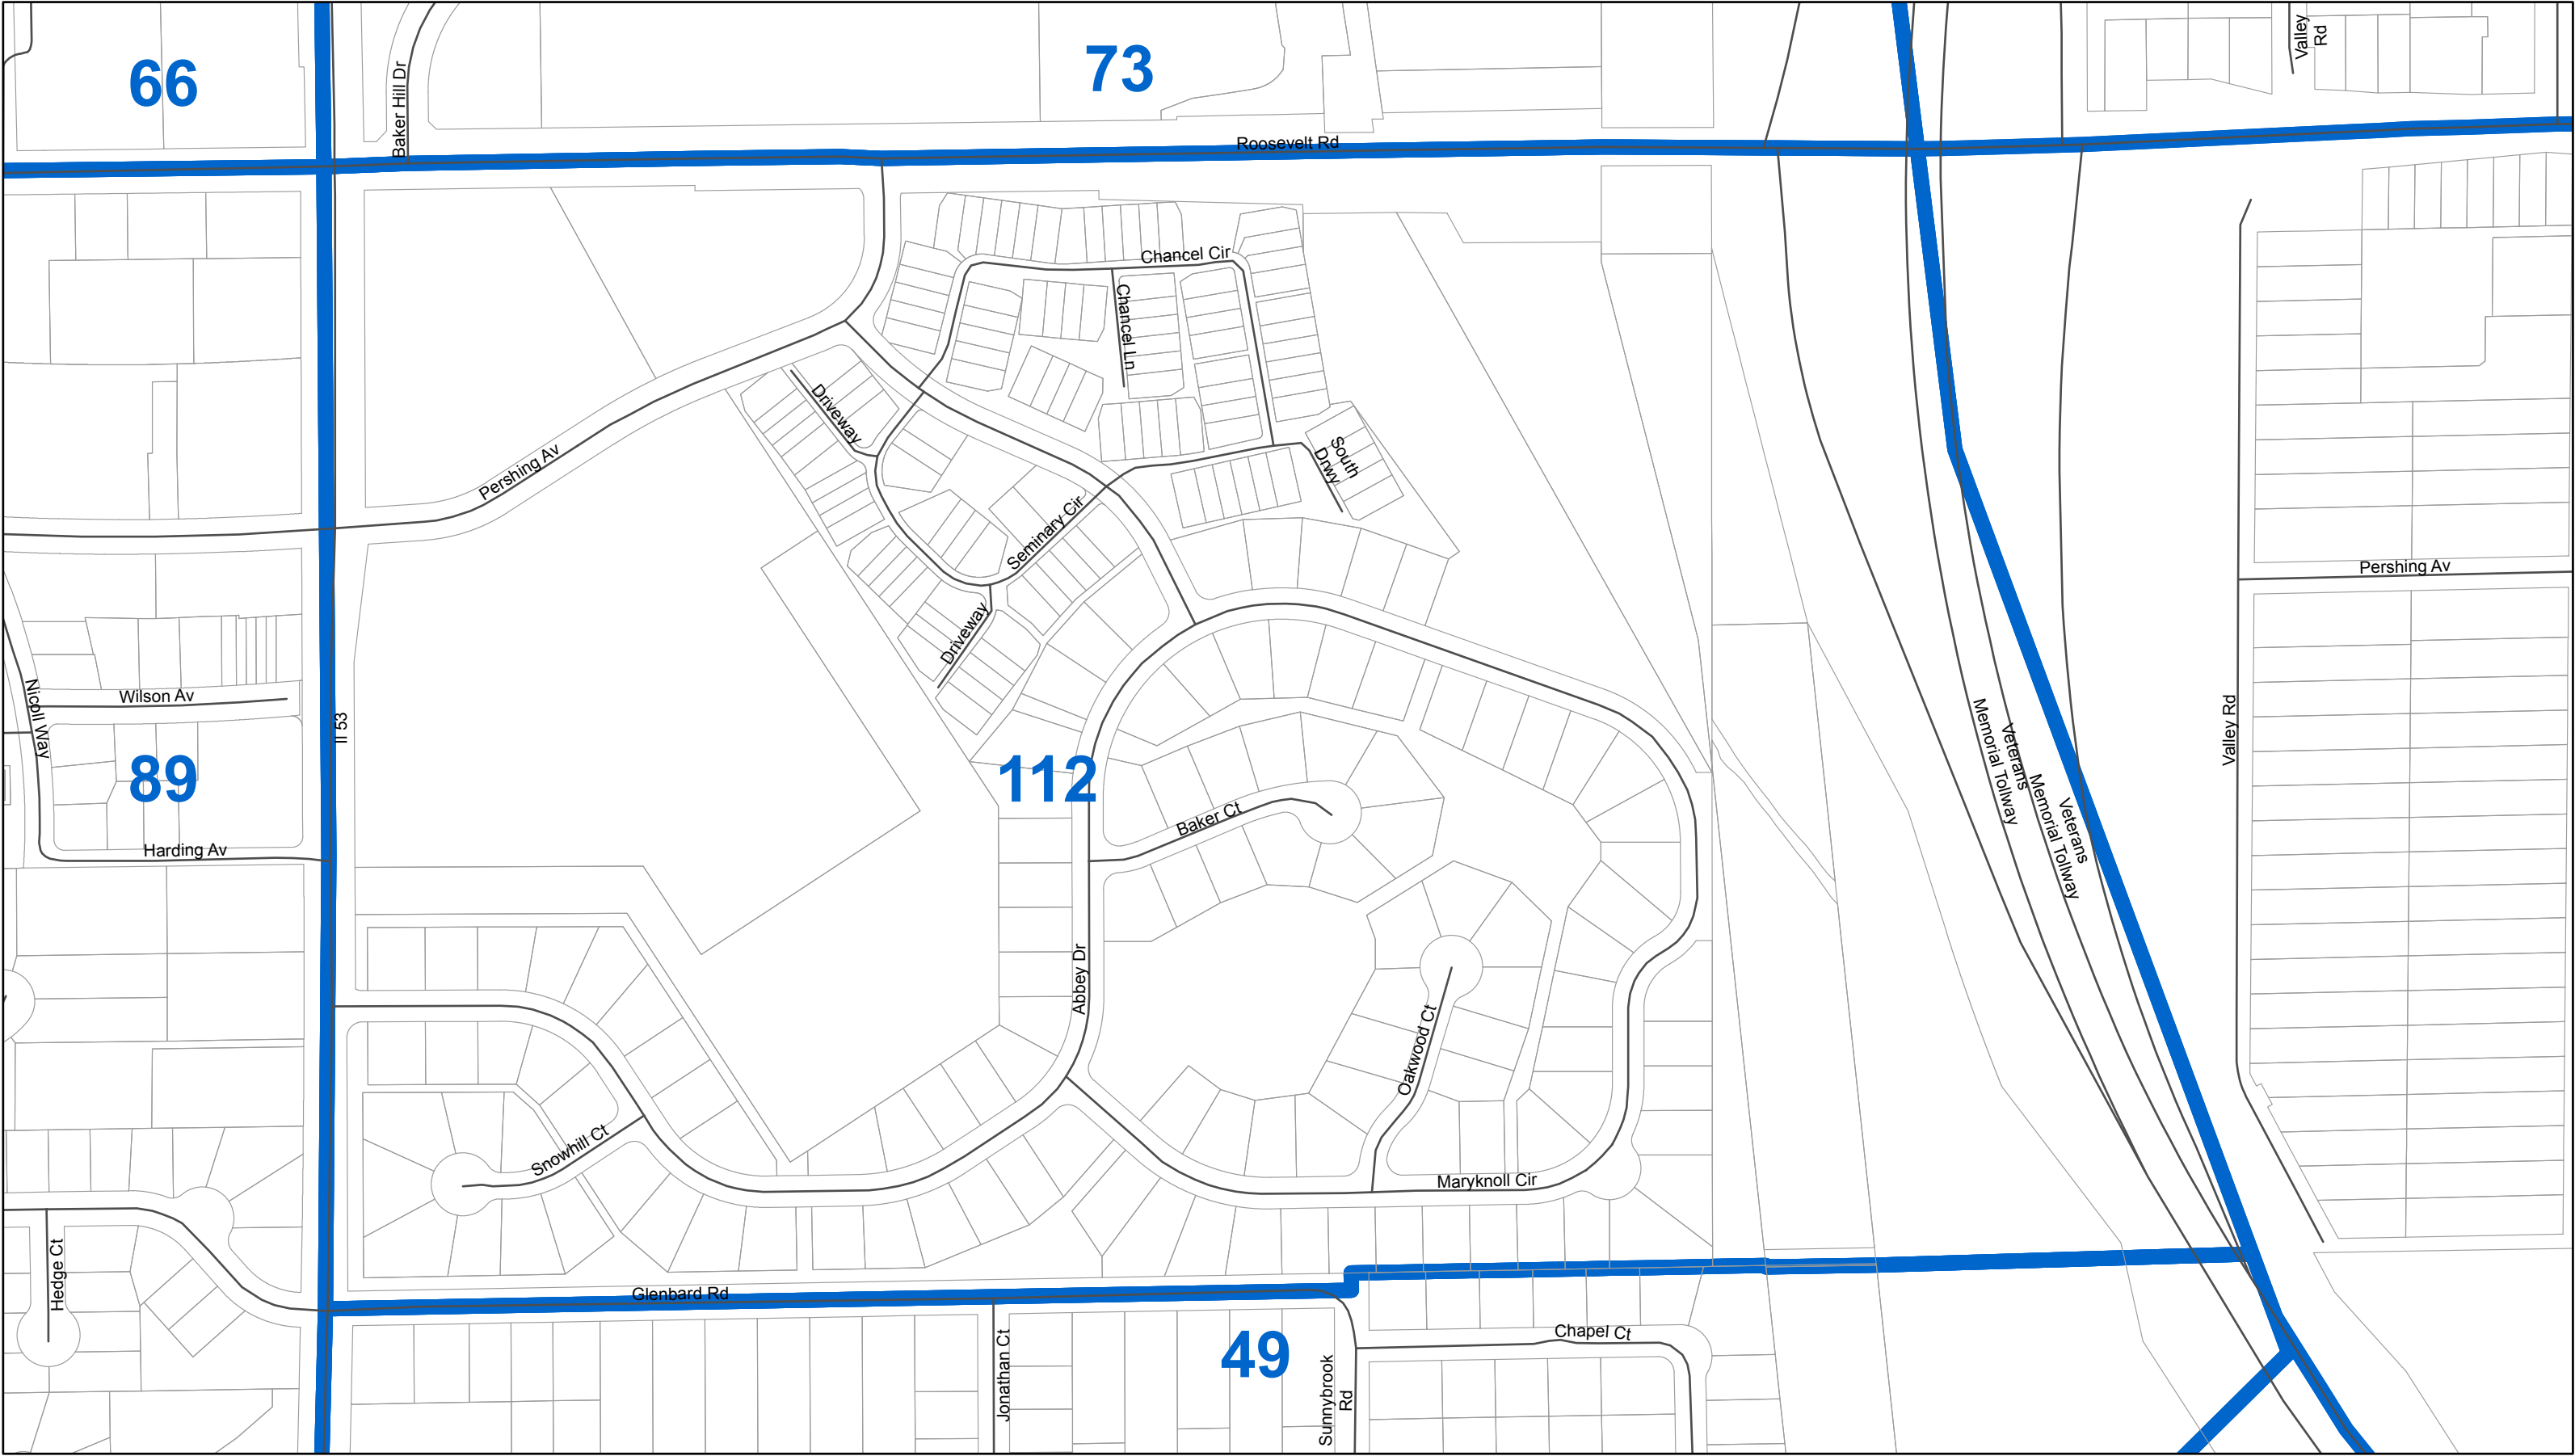 66
73
Valley
Rd
Baker Hill Dr
Roosevelt Rd
Chancel Cir
Chancel Ln
Driveway
South
Drwy
Pershing Av
Seminary Cir
Pershing Av
Driveway
Nicoll Way
Wilson Av
Il 53
Valley Rd
Veterans
Memorial Tollway
Veterans
Memorial Tollway
89
112
Baker Ct
Harding Av
Abbey Dr
Oakwood Ct
Snowhill Ct
Maryknoll Cir
Hedge Ct
Glenbard Rd
Chapel Ct
49
Jonathan Ct
Sunnybrook
Rd